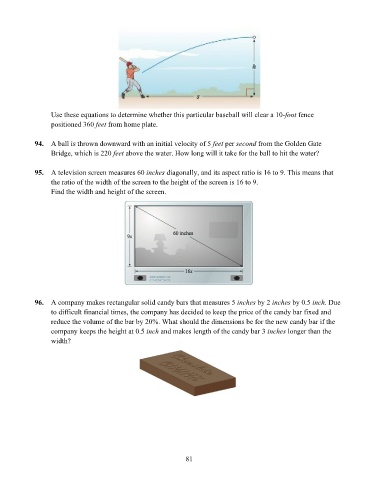 h
x
Use these equations to determine whether this particular baseball will clear a 10-foot fence
positioned 360 feet from home plate.
94. A ball is thrown downward with an initial velocity of 5 feet per second from the Golden Gate
Bridge, which is 220 feet above the water. How long will it take for the ball to hit the water?
95. A television screen measures 60 inches diagonally, and its aspect ratio is 16 to 9. This means that
the ratio of the width of the screen to the height of the screen is 16 to 9.
Find the width and height of the screen.
60 inches
9x
16x
96. A company makes rectangular solid candy bars that measures 5 inches by 2 inches by 0.5 inch. Due
to difficult financial times, the company has decided to keep the price of the candy bar fixed and
reduce the volume of the bar by 20%. What should the dimensions be for the new candy bar if the
company keeps the height at 0.5 inch and makes length of the candy bar 3 inches longer than the
width?
81